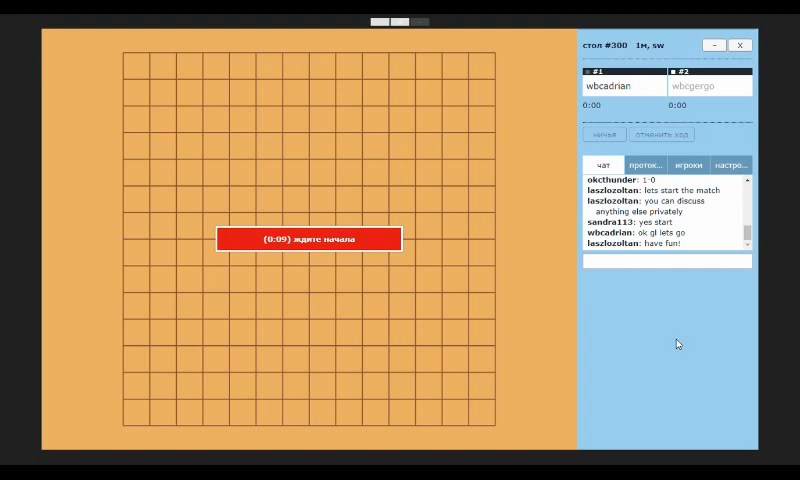 стол #300 1м, sw
– X
#1 #2
wbcadrian wbcgergo
0:00 0:00
ничья отменить ход
чат проток... игроки настро...
okcthunder: 1-0
laszlozoltan: lets start the match
laszlozoltan: you can discuss
anything else privately
sandra113: yes start
wbcadrian: ok gl lets go
laszlozoltan: have fun!
(0:09) ждите начала